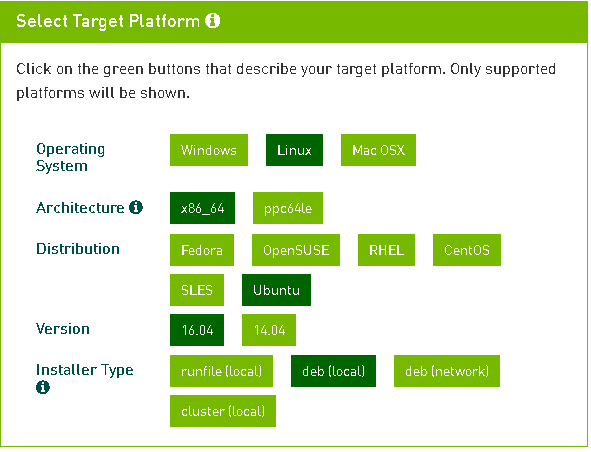 Select Target Platform
Click on the green buttons that describe your target platform. Only supported
platforms will be shown.
Operating System Windows Linux Mac OSX
Architecture x86_64 ppc64le
Distribution Fedora OpenSUSE RHEL CentOS
SLES Ubuntu
Version 16.04 14.04
Installer Type runfile (local) deb (local) deb (network)
cluster (local)